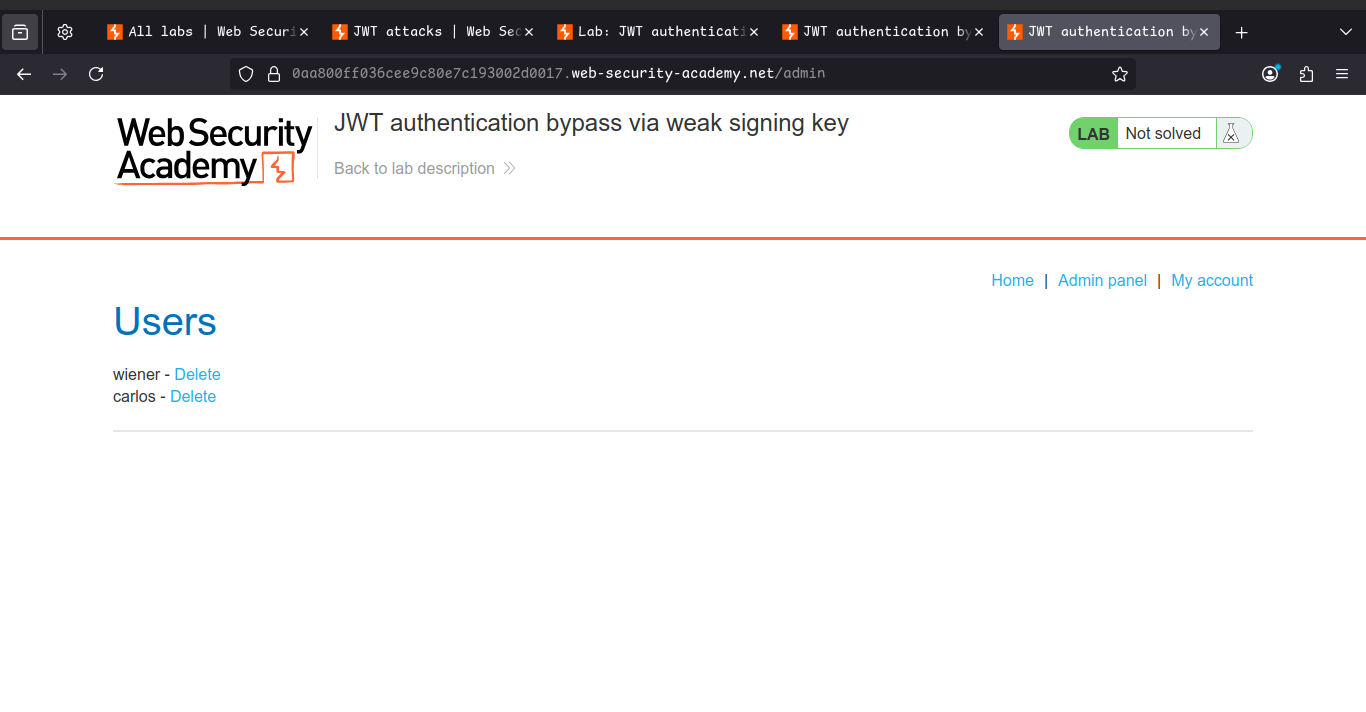 All labs | Web Securi
JWT attacks | Web Sec
Lab: JWT authenticati
JWT authentication by
JWT authentication by
0aa800ff036cee9c80e7c193002d0017.web-security-academy.net/admin
Web Security
Academy
JWT authentication bypass via weak signing key
Back to lab description
LAB Not solved
Home | Admin panel | My account
Users
wiener - Delete
carlos - Delete